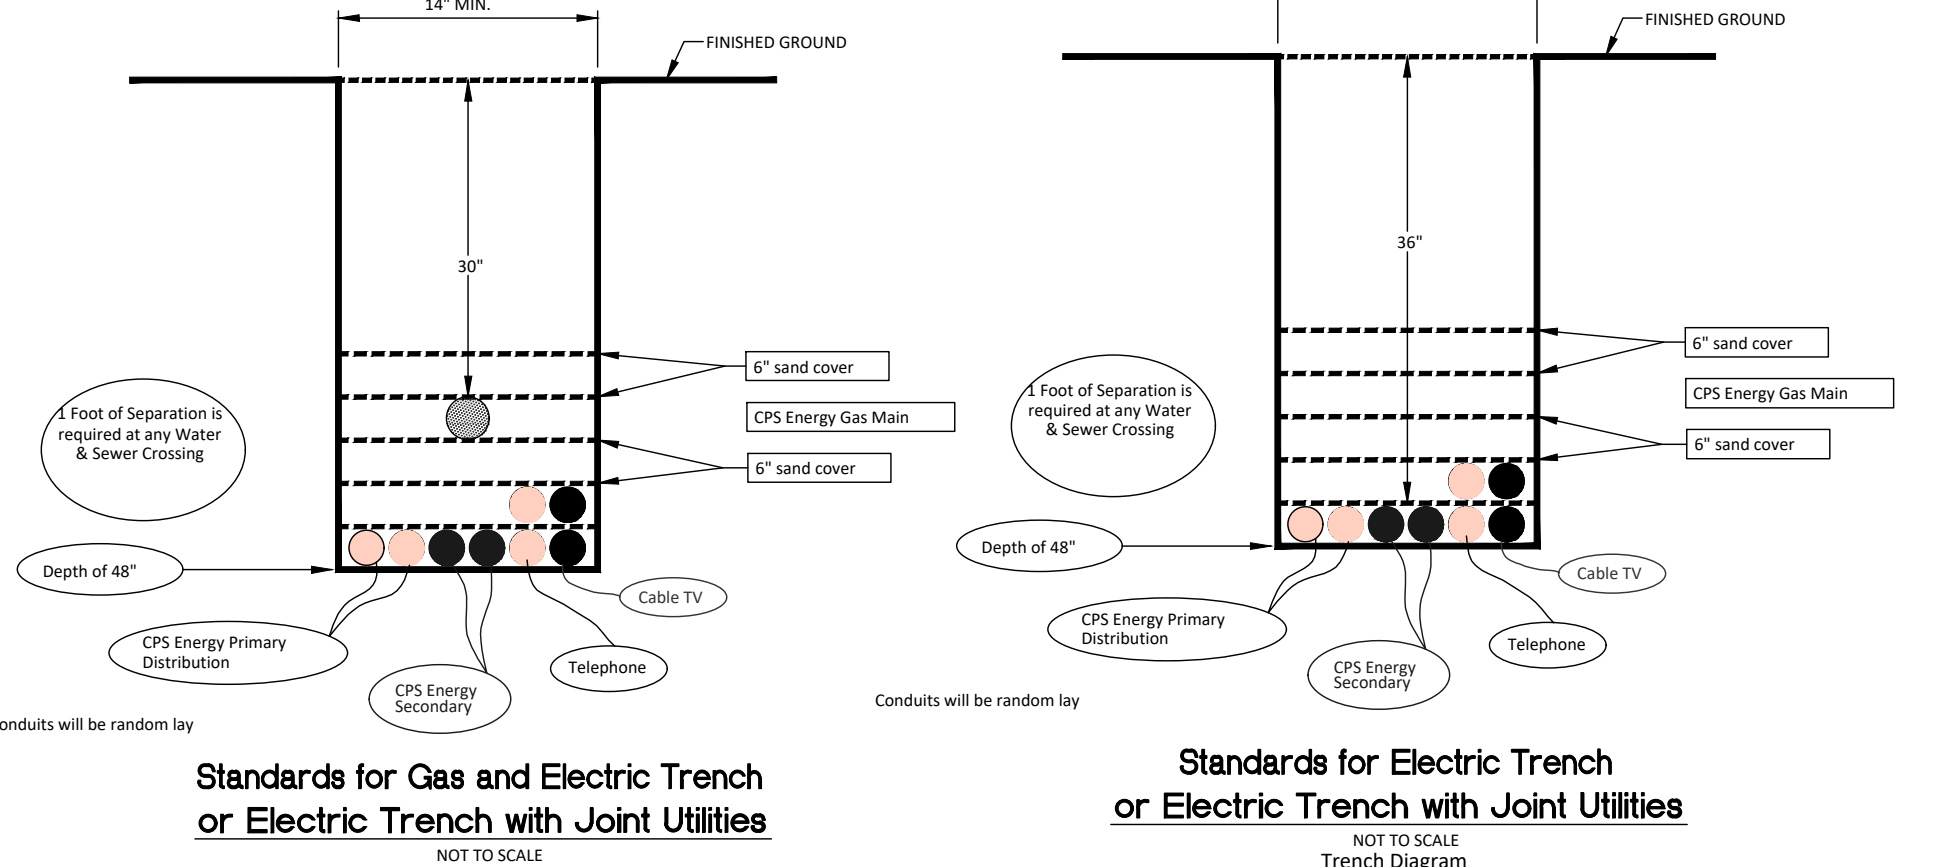 14" MIN.
FINISHED GROUND
30"
6" sand cover
CPS Energy Gas Main
6" sand cover
1 Foot of Separation is
required at any Water
& Sewer Crossing
Depth of 48"
Cable TV
CPS Energy Primary
Distribution
Telephone
CPS Energy
Secondary
onduits will be random lay
Standards for Gas and Electric Trench
or Electric Trench with Joint Utilities
NOT TO SCALE
FINISHED GROUND
36"
6" sand cover
CPS Energy Gas Main
6" sand cover
1 Foot of Separation is
required at any Water
& Sewer Crossing
Depth of 48"
Cable TV
CPS Energy Primary
Distribution
Telephone
CPS Energy
Secondary
Conduits will be random lay
Standards for Electric Trench
or Electric Trench with Joint Utilities
NOT TO SCALE
Trench Diagram